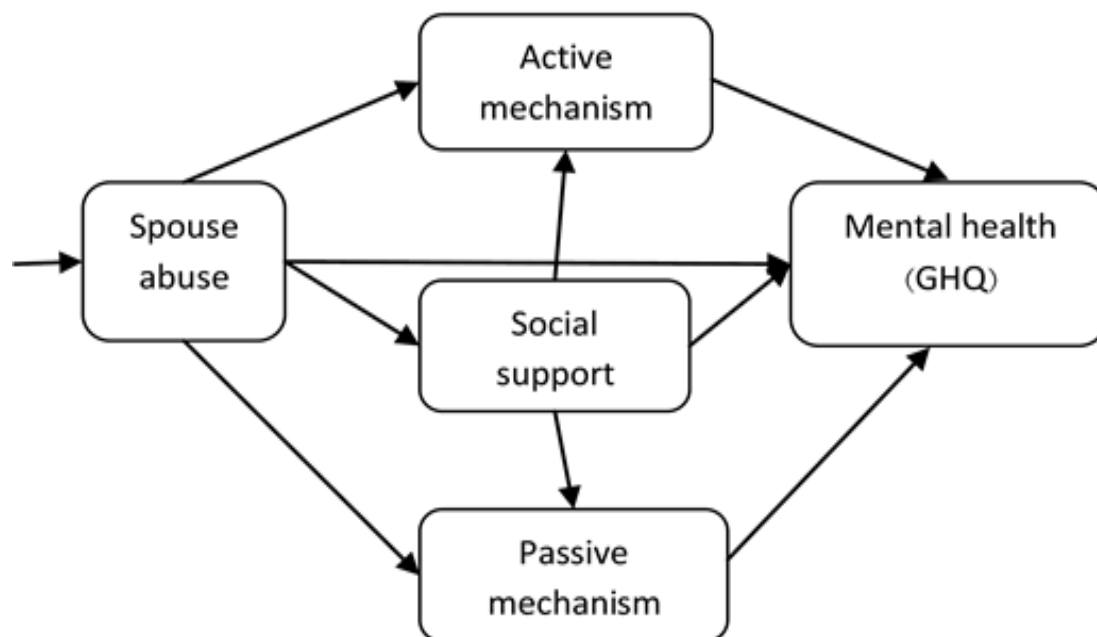 Active
mechanism
Spouse
abuse
Mental health
(GHQ)
Social
support
Passive
mechanism